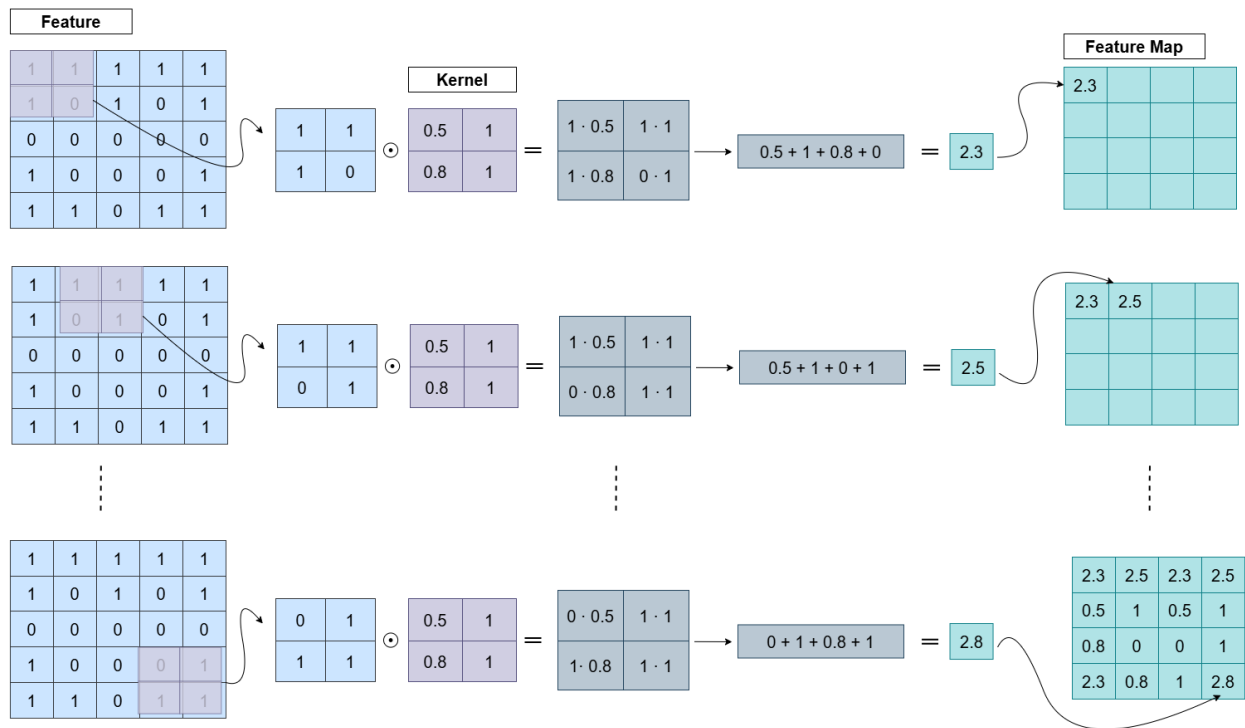 Feature
Kernel
Feature Map
1 1 1 1 1
1 0 1 0 1
0 0 0 0 0
1 0 0 0 1
1 1 0 1 1
1 1
1 0
⊙
0.5 1
0.8 1
=
1 · 0.5 1 · 1
1 · 0.8 0 · 1
0.5 + 1 + 0.8 + 0
=
2.3
2.3
1 1 1 1 1
1 0 1 0 1
0 0 0 0 0
1 0 0 0 1
1 1 0 1 1
1 1
0 1
⊙
0.5 1
0.8 1
=
1 · 0.5 1 · 1
0 · 0.8 1 · 1
0.5 + 1 + 0 + 1
=
2.5
2.3 2.5
1 1 1 1 1
1 0 1 0 1
0 0 0 0 0
1 0 0 0 1
1 1 0 1 1
0 1
1 1
⊙
0.5 1
0.8 1
=
0 · 0.5 1 · 1
1· 0.8 1 · 1
0 + 1 + 0.8 + 1
=
2.8
2.3 2.5 2.3 2.5
0.5 1 0.5 1
0.8 0 0 1
2.3 0.8 1 2.8